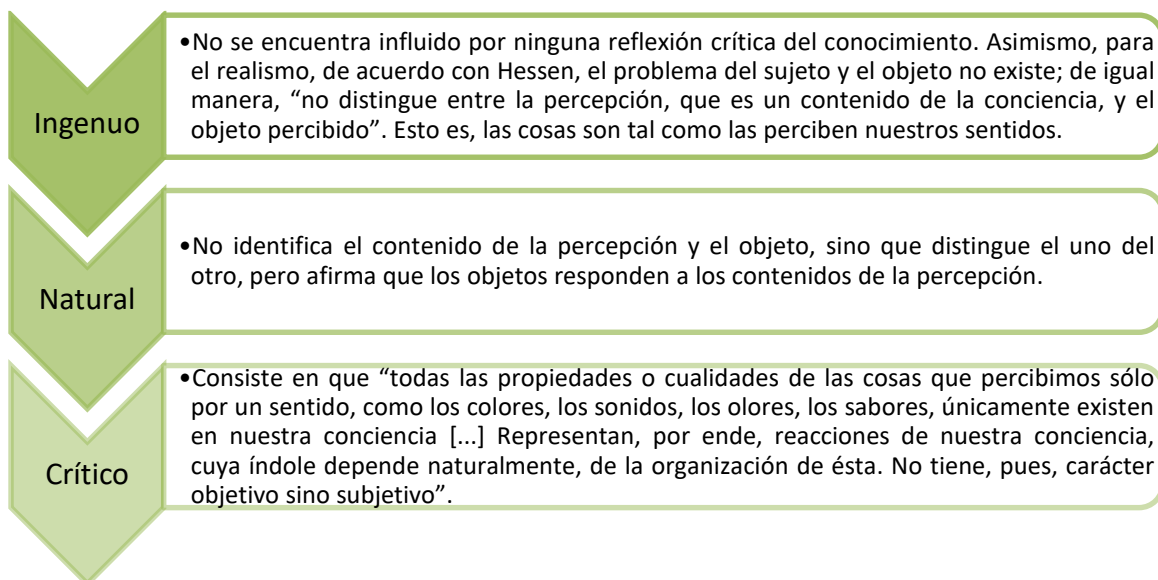 Ingenuo
•No se encuentra influido por ninguna reflexión crítica del conocimiento. Asimismo, para
el realismo, de acuerdo con Hessen, el problema del sujeto y el objeto no existe; de igual
manera, “no distingue entre la percepción, que es un contenido de la conciencia, y el
objeto percibido”. Esto es, las cosas son tal como las perciben nuestros sentidos.
Natural
•No identifica el contenido de la percepción y el objeto, sino que distingue el uno del
otro, pero afirma que los objetos responden a los contenidos de la percepción.
Crítico
•Consiste en que “todas las propiedades o cualidades de las cosas que percibimos sólo
por un sentido, como los colores, los sonidos, los olores, los sabores, únicamente existen
en nuestra conciencia [...] Representan, por ende, reacciones de nuestra conciencia,
cuya índole depende naturalmente, de la organización de ésta. No tiene, pues, carácter
objetivo sino subjetivo”.